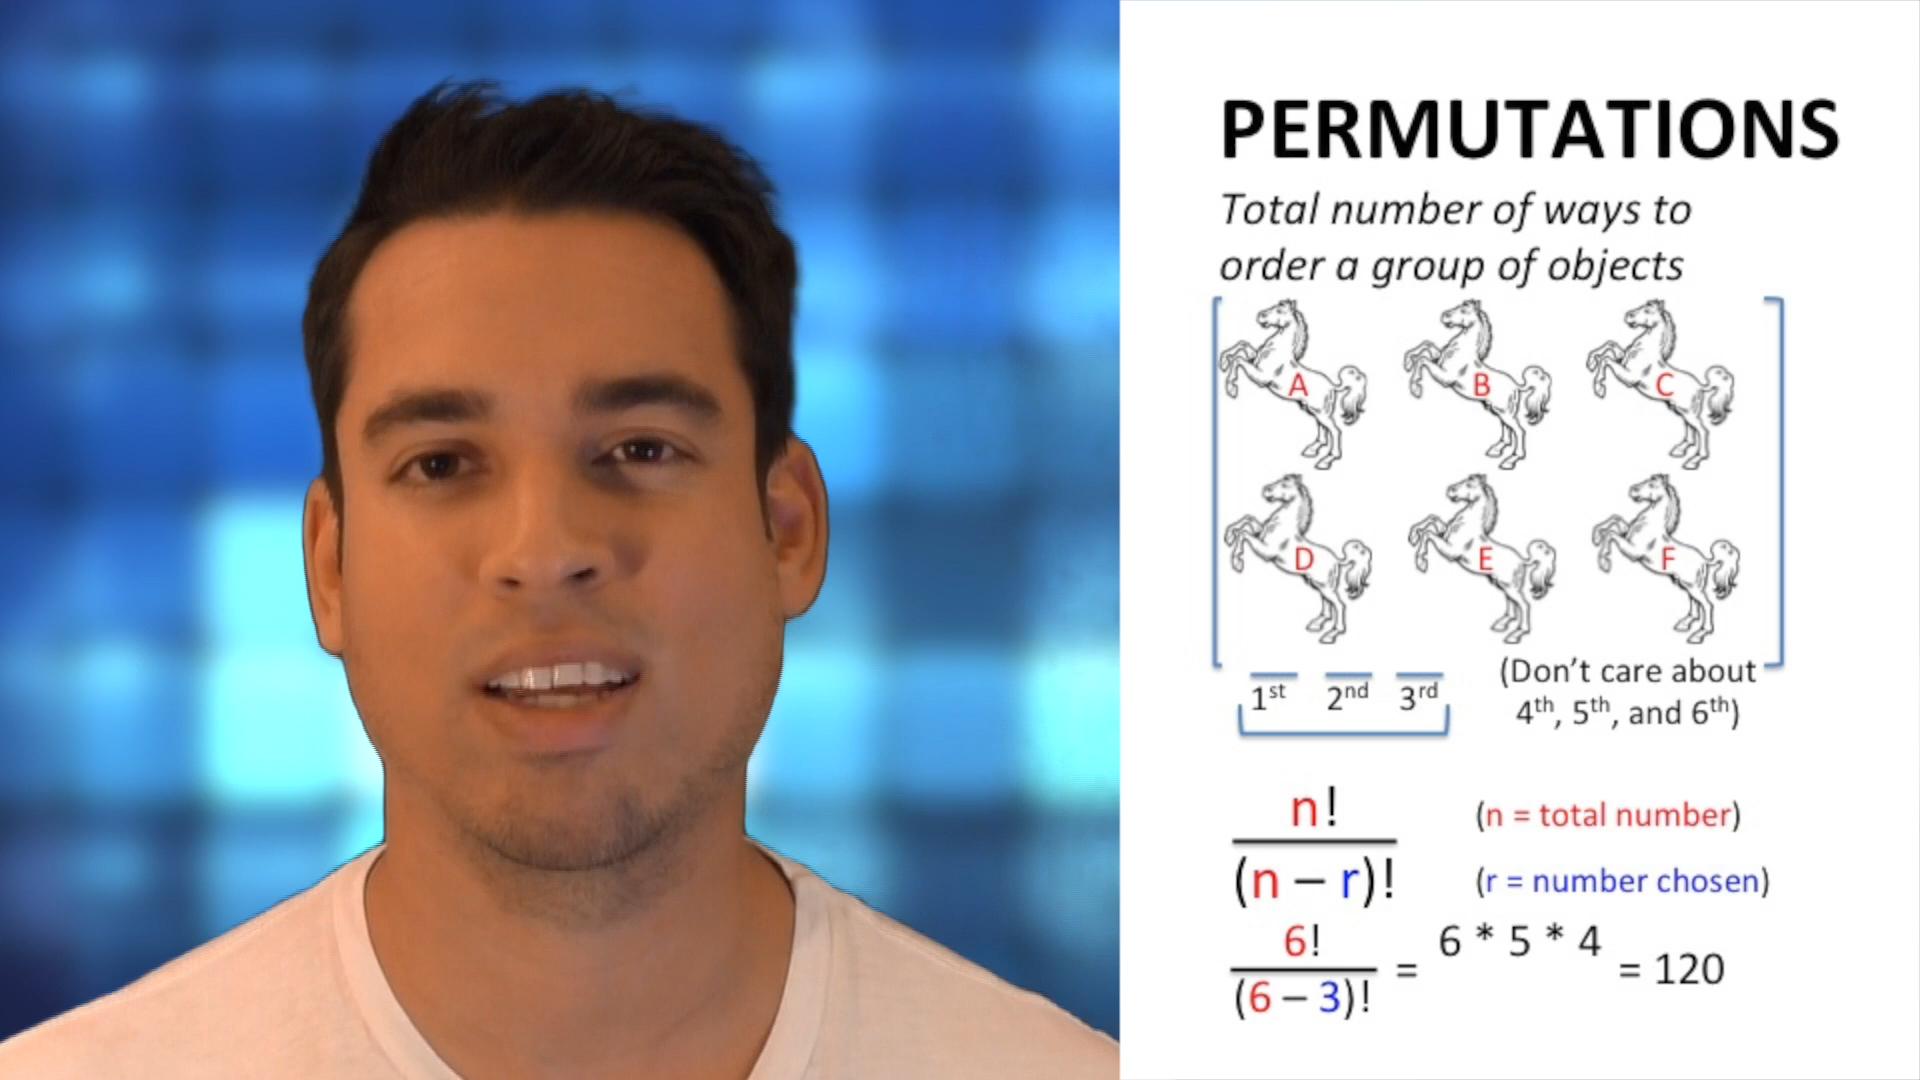 PERMUTATIONS
Total number of ways to
order a group of objects
A B C
D E F
1st 2nd 3rd
(Don't care about
4th, 5th, and 6th)
n!
(n – r)!
(n = total number)
(r = number chosen)
6!
(6 – 3)!
= 6 * 5 * 4 = 120